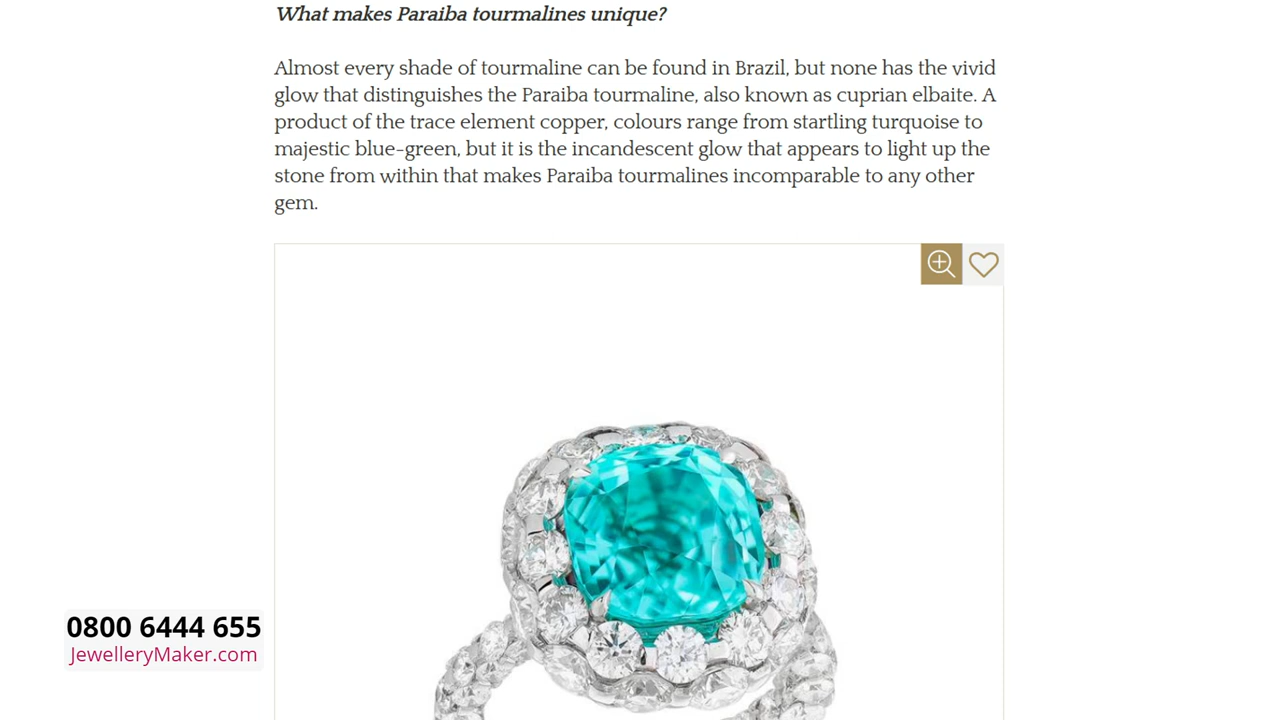 What makes Paraiba tourmalines unique?
Almost every shade of tourmaline can be found in Brazil, but none has the vivid
glow that distinguishes the Paraiba tourmaline, also known as cuprian elbaite. A
product of the trace element copper, colours range from startling turquoise to
majestic blue-green, but it is the incandescent glow that appears to light up the
stone from within that makes Paraiba tourmalines incomparable to any other
gem.
0800 6444 655
JewelleryMaker.com